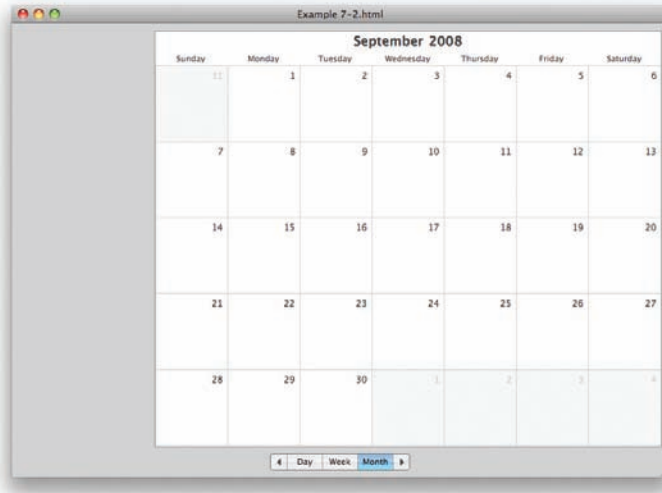 Example 7-2.html
September 2008
Sunday Monday Tuesday Wednesday Thursday Friday Saturday
31 1 2 3 4 5 6
7 8 9 10 11 12 13
14 15 16 17 18 19 20
21 22 23 24 25 26 27
28 29 30 1 2 3 4
Day Week Month